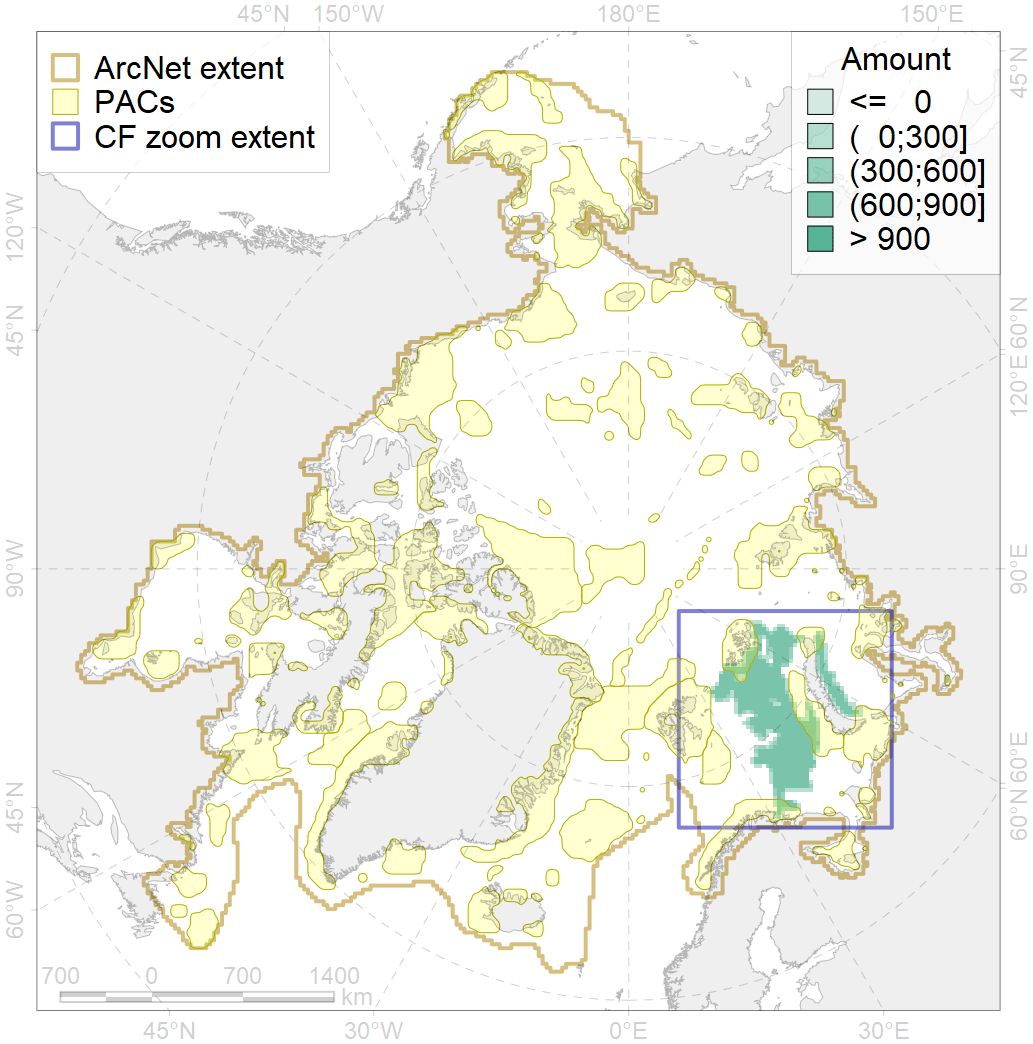 45°N 150°W 180°E 150°E
ArcNet extent
PACs
CF zoom extent
Amount
<= 0
( 0;300]
(300;600]
(600;900]
> 900
45°N
120°W
45°N
60°N
120°E
90°W
90°E
45°N
60°W
60°E
60°N
700 0 700 1400
km
45°N 30°W 0°E 30°E